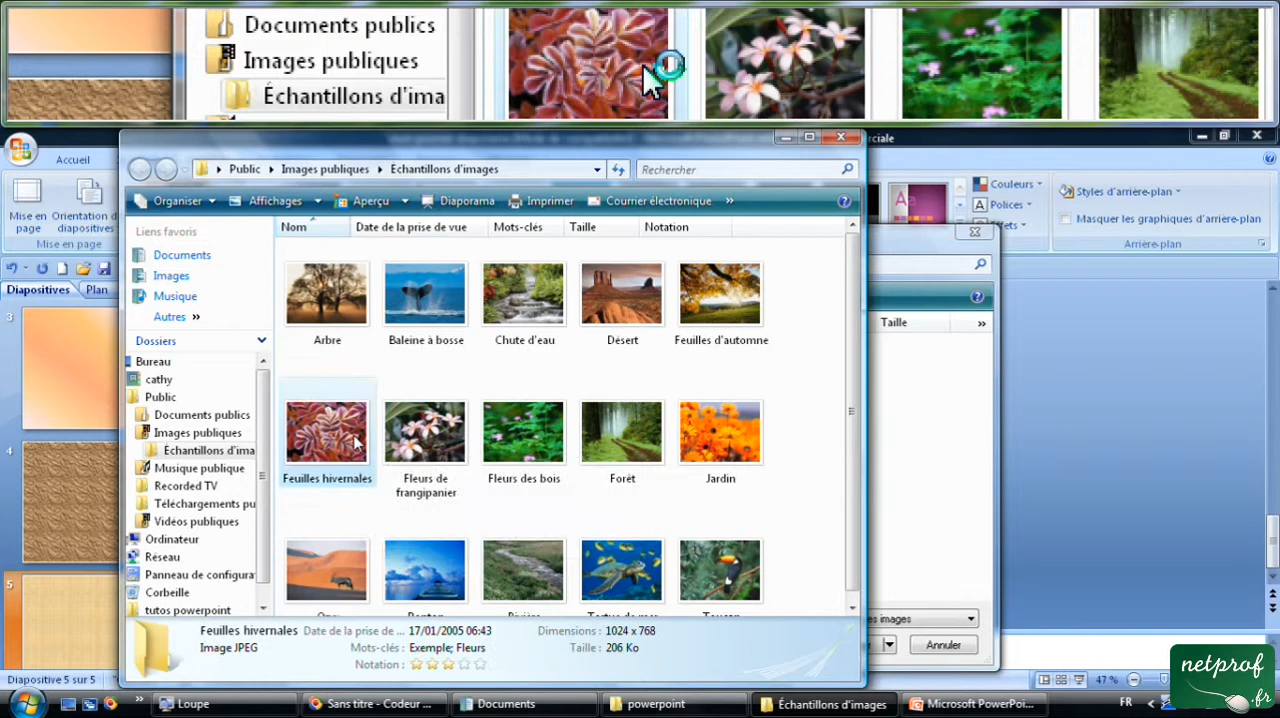 Documents publics
Images publiques
Échantillons d'ima
rciale
Accueil
Public
Images publiques
Échantillons d'images
Rechercher
Organiser
Affichages
Aperçu
Diaporama
Imprimer
Courrier électronique
»
Mise en page
Orientation diapositives
Mise en page
Couleurs
Polices
ets
Styles d'arrière-plan
Masquer les graphiques d'arrière-plan
Arrière-plan
Diapositives
Plan
Liens favoris
Documents
Images
Musique
Autres »
Dossiers
Bureau
cathy
Public
Documents publics
Images publiques
Échantillons d'ima
Musique publique
Recorded TV
Téléchargements pu
Vidéos publiques
Ordinateur
Réseau
Panneau de configura
Corbeille
tutos powerpoint
Nom
Date de la prise de vue
Mots-clés
Taille
Notation
Arbre
Baleine à bosse
Chute d'eau
Désert
Feuilles d'automne
Feuilles hivernales
Fleurs de frangipanier
Fleurs des bois
Forêt
Jardin
Taille
»
3
4
5
Feuilles hivernales
Image JPEG
Date de la prise de ... 17/01/2005 06:43
Mots-clés : Exemple; Fleurs
Notation :
Dimensions : 1024 x 768
Taille : 206 Ko
es images
Annuler
Diapositive 5 sur 5
47 %
Loupe
Sans titre - Codeur ...
Documents
powerpoint
Échantillons d'images
Microsoft PowerPoi...
FR
netprof
.fr